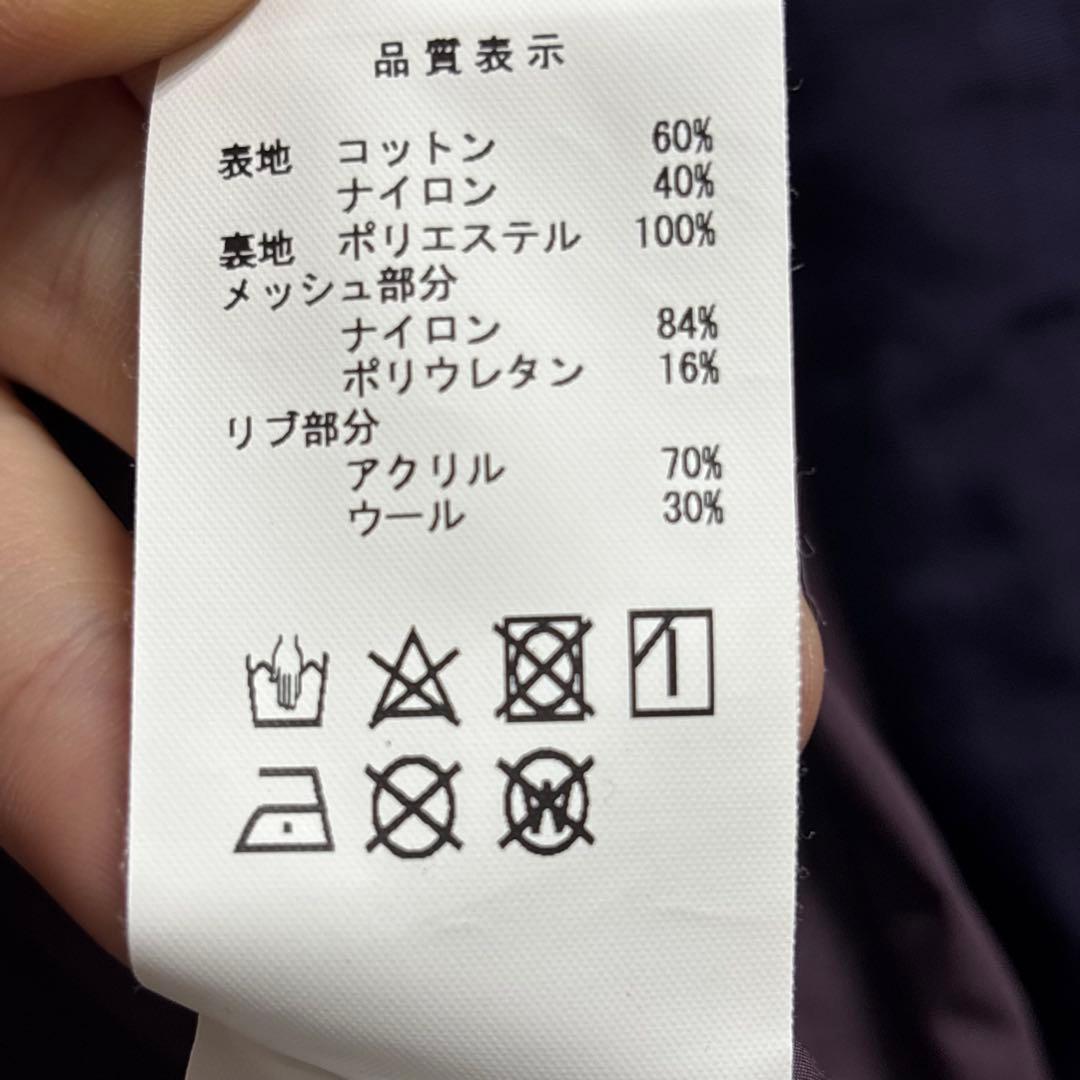 品質表示
表地 コットン 60%
ナイロン 40%
裏地 ポリエステル 100%
メッシュ部分
ナイロン 84%
ポリウレタン 16%
リブ部分
アクリル 70%
ウール 30%